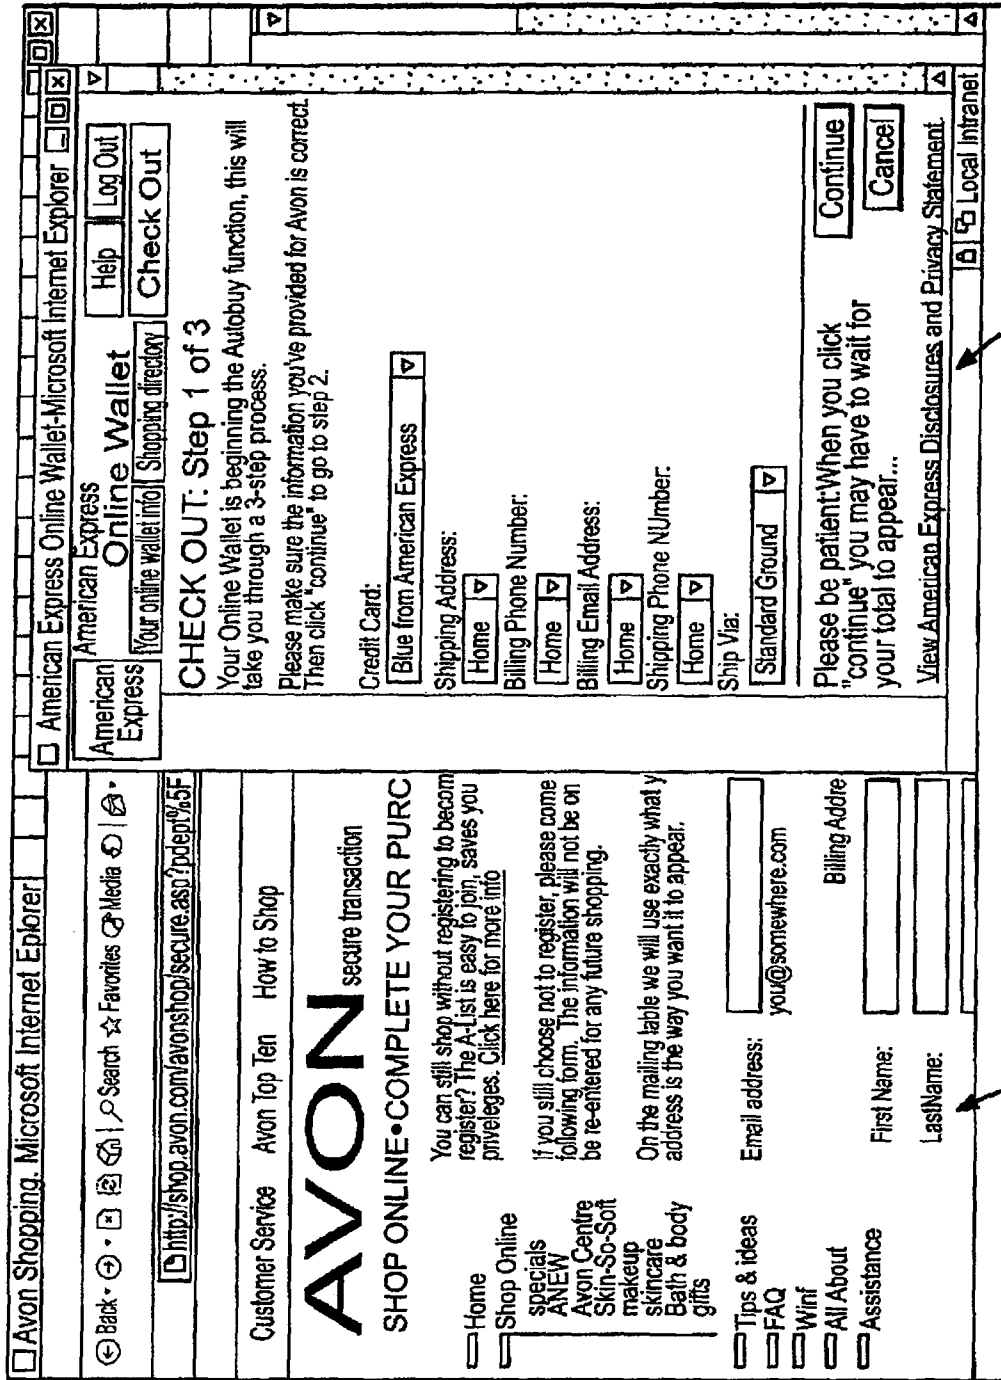 Avon Shopping. Microsoft Internet Eplorer
Back
Search Favorites Media
http://shop.avon.com/avonshop/secure.asp?pdept%5F
Customer Service Avon Top Ten How to Shop
AVON secure transaction
SHOP ONLINE•COMPLETE YOUR PURC
Home
Shop Online
specials
ANEW
Avon Centre
Skin-So-Soft
makeup
skincare
Bath & body
gifts
Tips & ideas
FAQ
Winf
All About
Assistance
You can still shop without registering to becom
register? The A-List is easy to join, saves you
priveleges. Click here for more info
If you still choose not to register, please come
following form. The information will not be on
be re-entered for any future shopping.
On the mailing lable we will use exactly what y
address is the way you want it to appear.
Email address:
you@somewhere.com
Billing Addre
First Name:
LastName:
American Express Online Wallet-Microsoft Internet Explorer
American Express
American Express
Online Wallet
Help Log Out
Your online wallet info Shopping directory Check Out
CHECK OUT: Step 1 of 3
Your Online Wallet is beginning the Autobuy function, this will
take you through a 3-step process.
Please make sure the information you've provided for Avon is correct.
Then click "continue" to go to step 2.
Credit Card:
Blue from American Express
Shipping Address:
Home
Billing Phone Number:
Home
Billing Email Address:
Home
Shipping Phone NUmber:
Home
Ship Via:
Standard Ground
Please be patient:When you click
"continue" you may have to wait for
your total to appear...
Continue
Cancel
View American Express Disclosures and Privacy Statement.
Local Intranet